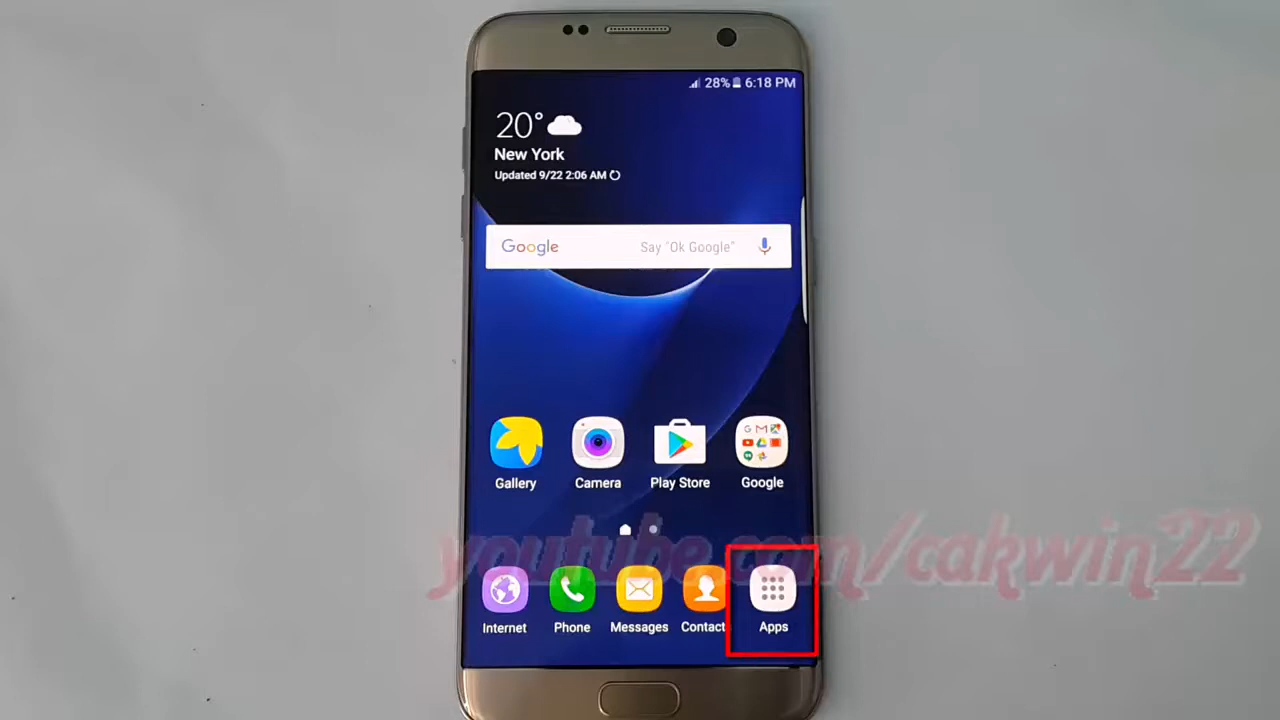 28% 6:18 PM
20°
New York
Updated 9/22 2:06 AM
Google Say "Ok Google"
Gallery Camera Play Store Google
youtube.com/cakwin22
Internet Phone Messages Contacts Apps